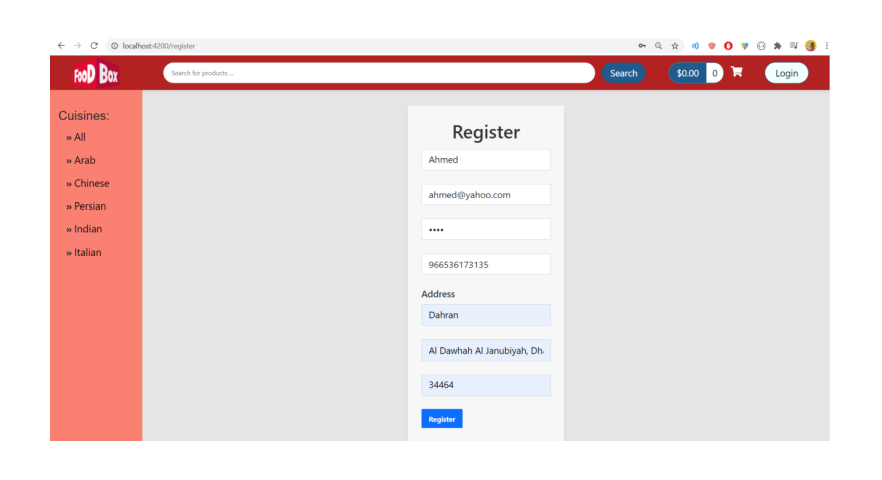 localhost:4200/register
FooD Box
Search for products ...
Search
$0.00 0
Login
Cuisines:
» All
» Arab
» Chinese
» Persian
» Indian
» Italian
Register
Ahmed
ahmed@yahoo.com
••••
966536173135
Address
Dahran
Al Dawhah Al Janubiyah, Dh
34464
Register